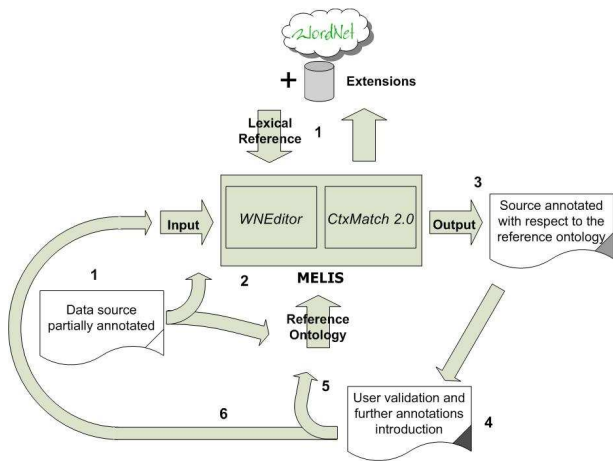 WordNet
+
Extensions
Lexical
Reference
1
3
WNEditor
CtxMatch 2.0
Input
Output
Source annotated
with respect to the
reference ontology
MELIS
1
2
Data source
partially annotated
Reference
Ontology
5
6
User validation and
further annotations
introduction
4